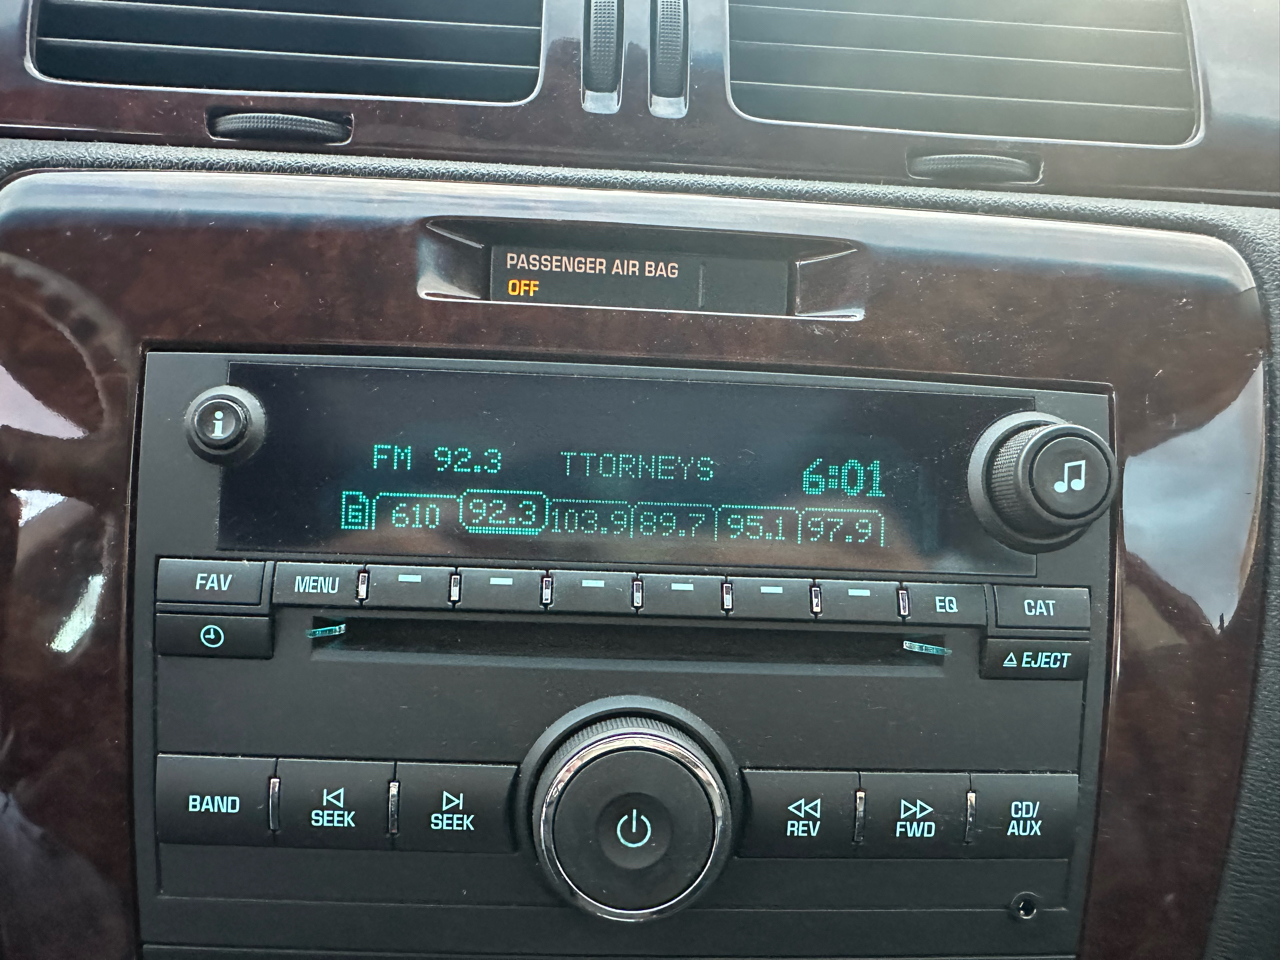 PASSENGER AIR BAG
OFF
i
FM 92.3 TTORNEYS 6:01
610 92.3 103.9 89.7 95.1 97.9
FAV MENU EQ CAT
EJECT
BAND SEEK SEEK REV FWD CD/
AUX